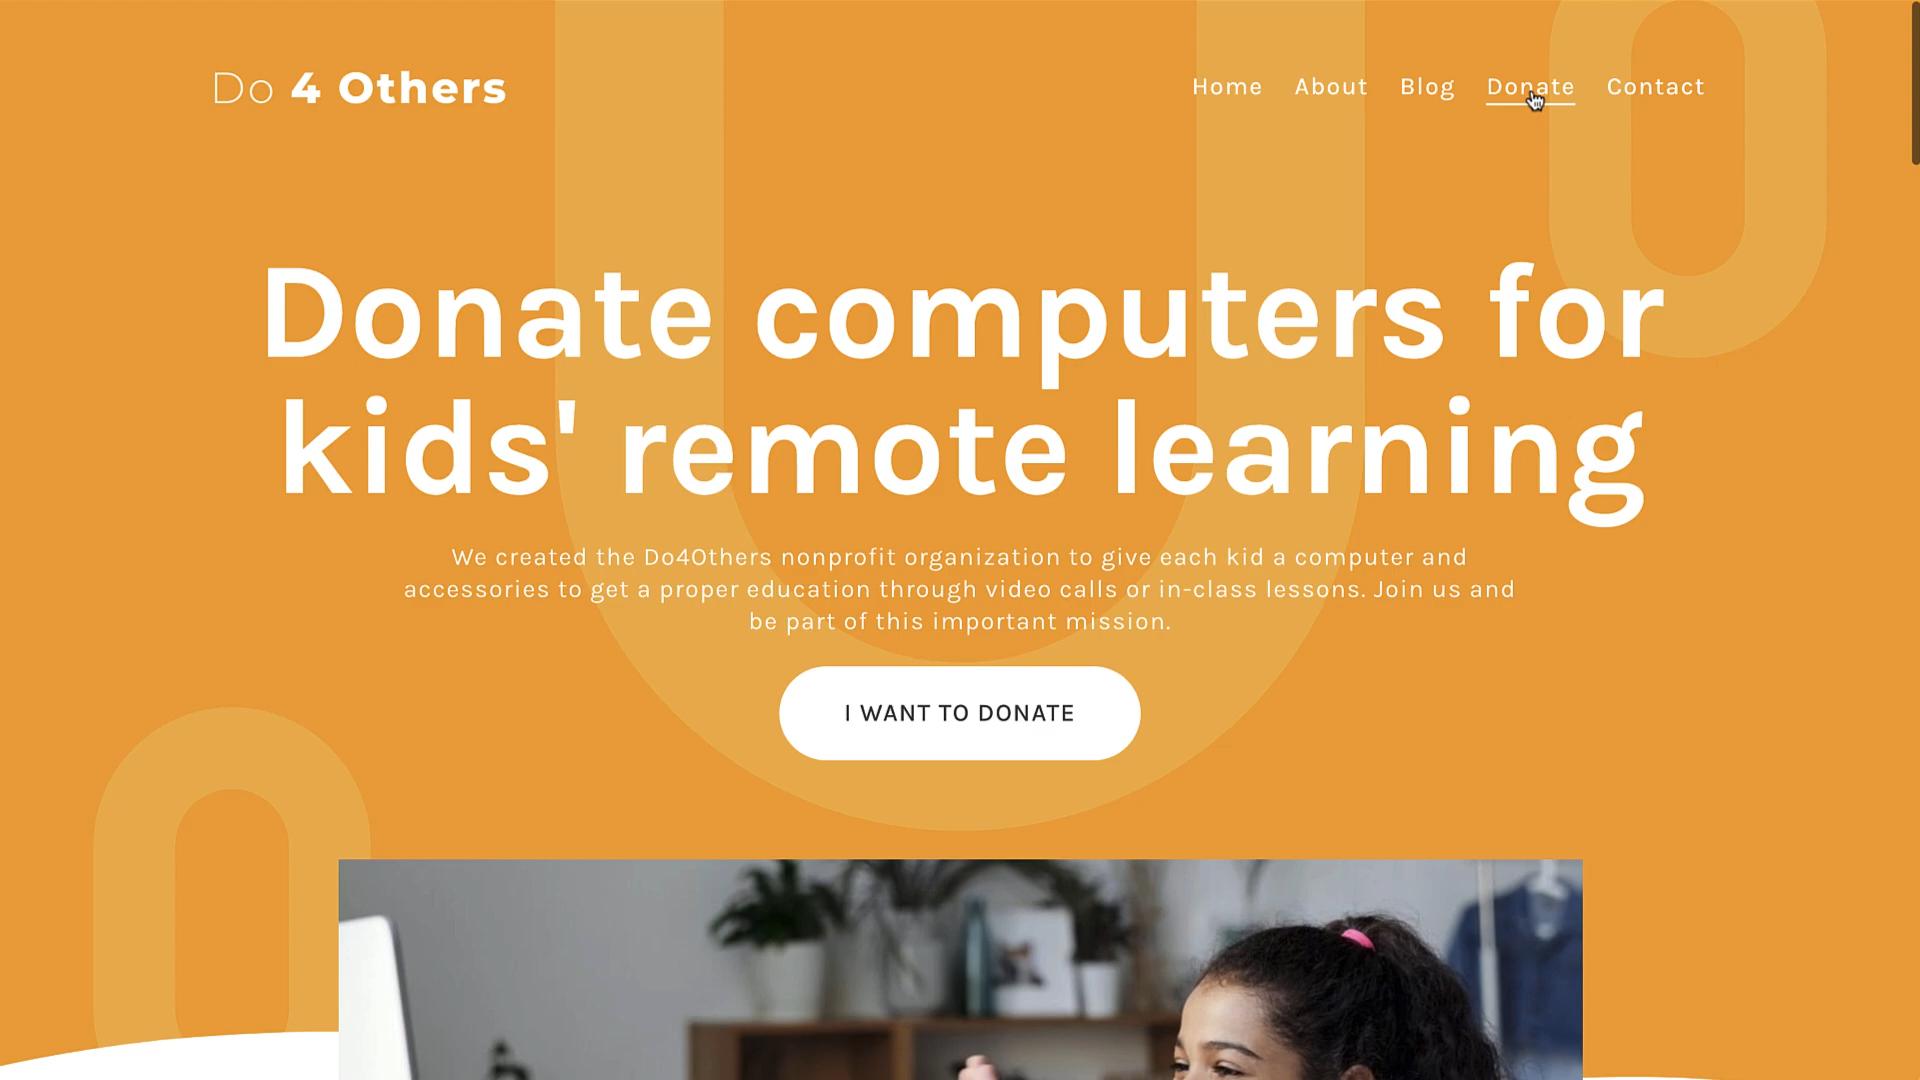 Do 4 Others
Home About Blog Donate Contact
Donate computers for
kids' remote learning
We created the Do4Others nonprofit organization to give each kid a computer and
accessories to get a proper education through video calls or in-class lessons. Join us and
be part of this important mission.
I WANT TO DONATE